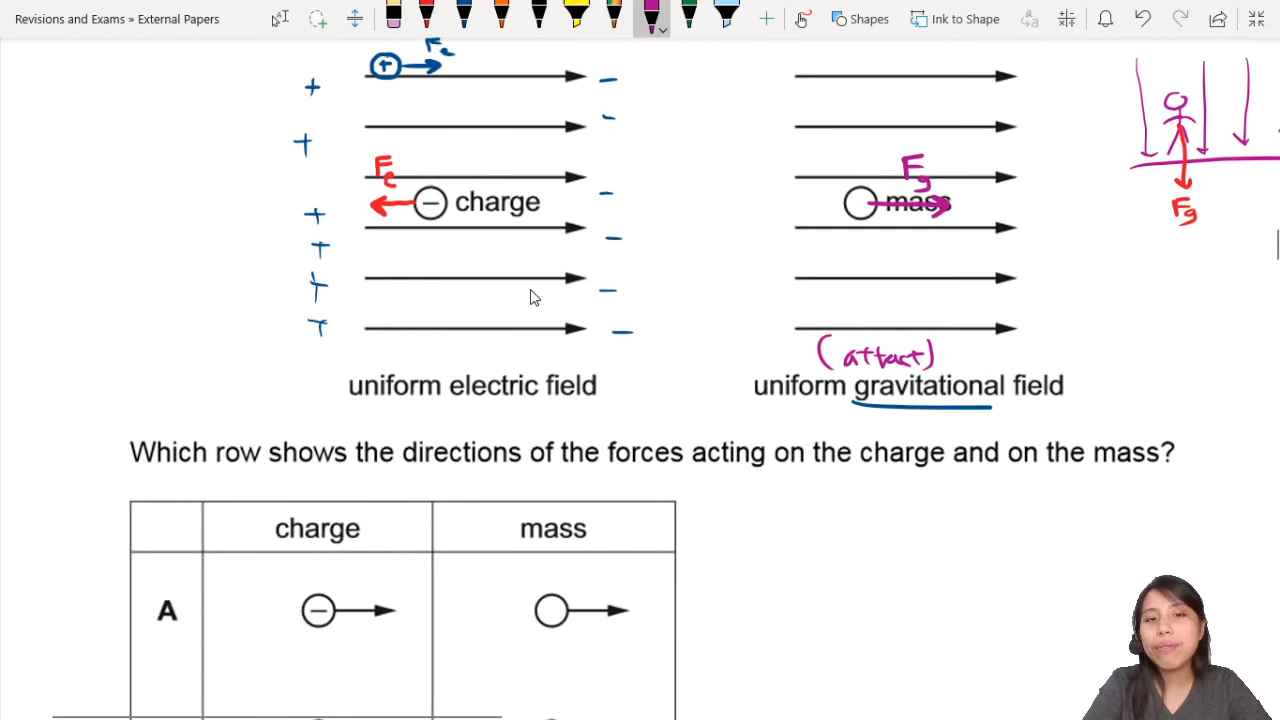 Revisions and Exams » External Papers
Shapes
Ink to Shape
+ -
+ -
+ -
+ -
+ -
+ -
+
Fe
Fe
- charge
Fg
mass
Fg
(attact)
uniform electric field
uniform gravitational field
Which row shows the directions of the forces acting on the charge and on the mass?
charge mass
A -